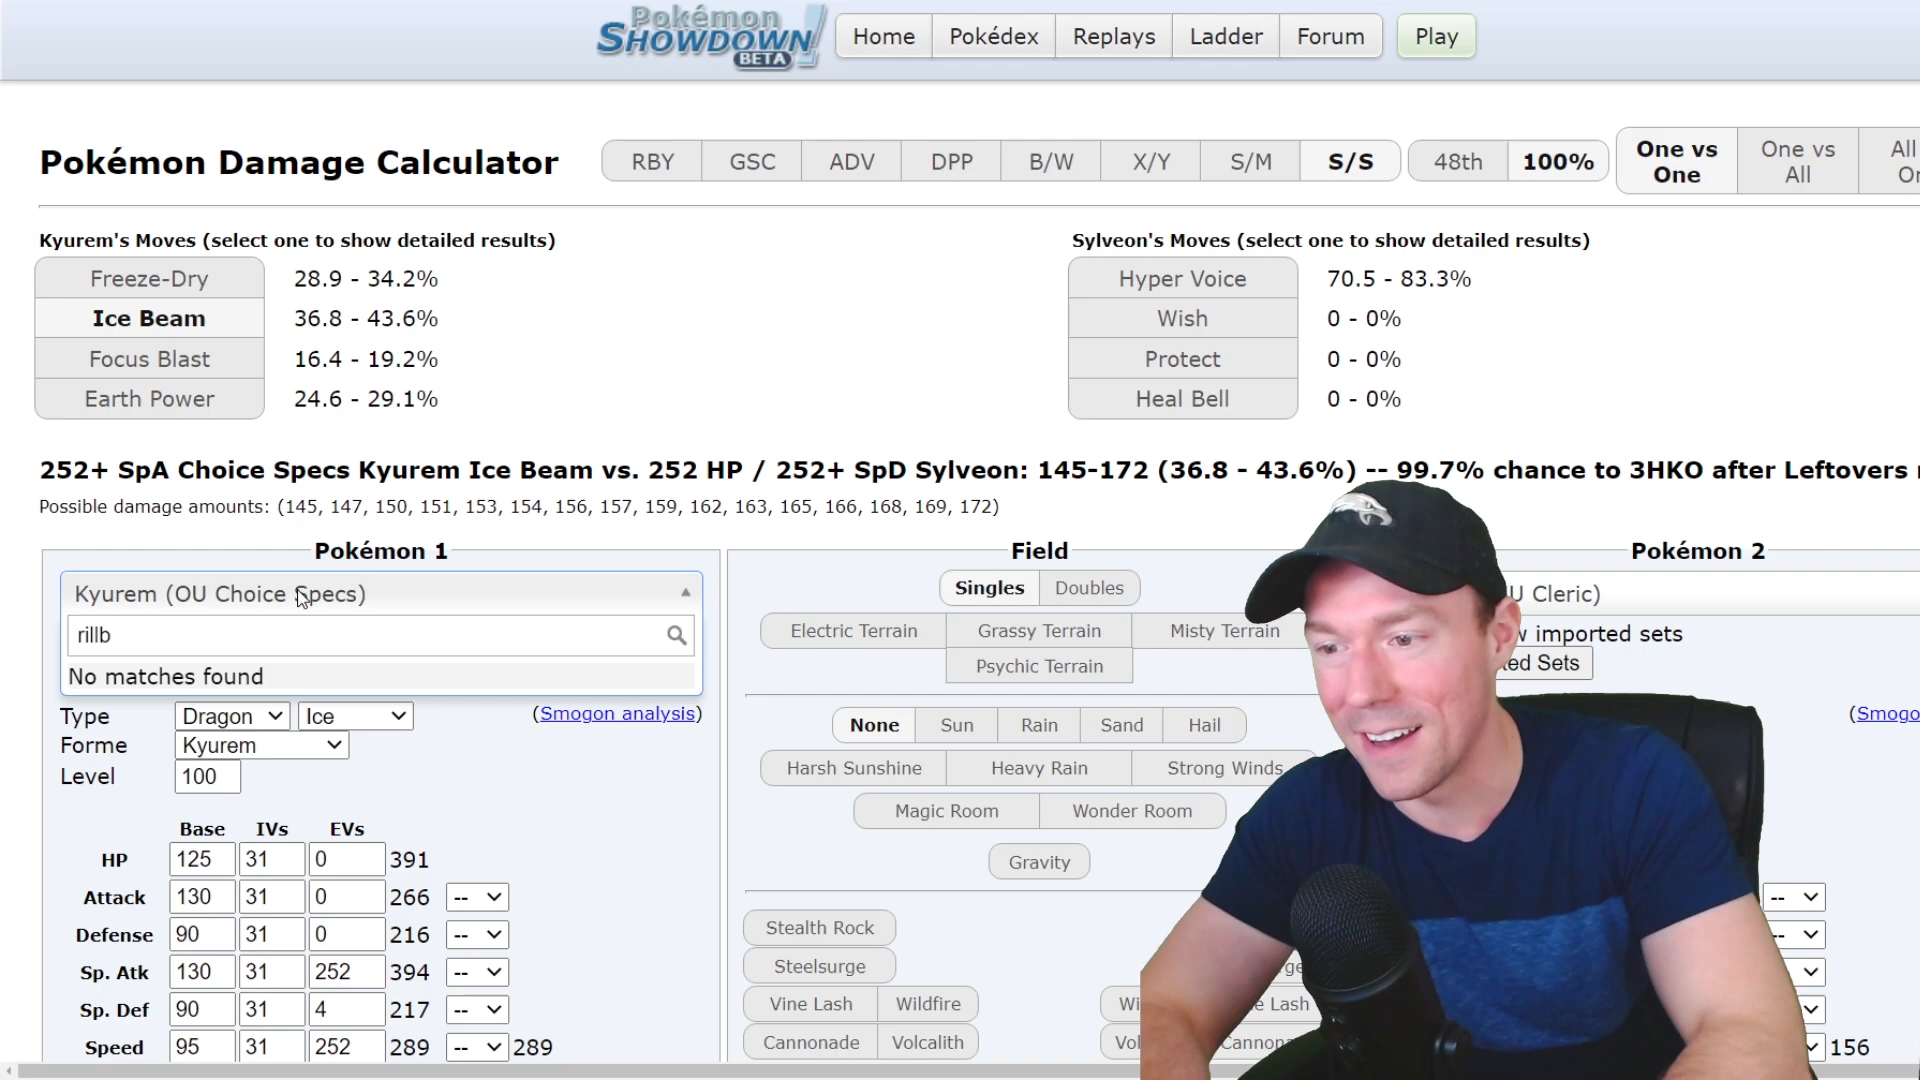 Pokémon
SHOWDOWN!
BETA
Home Pokédex Replays Ladder Forum Play
Pokémon Damage Calculator
RBY GSC ADV DPP B/W X/Y S/M S/S 48th 100%
One vs One
One vs All
All
Kyurem's Moves (select one to show detailed results)
Freeze-Dry 28.9 - 34.2%
Ice Beam 36.8 - 43.6%
Focus Blast 16.4 - 19.2%
Earth Power 24.6 - 29.1%
Sylveon's Moves (select one to show detailed results)
Hyper Voice 70.5 - 83.3%
Wish 0 - 0%
Protect 0 - 0%
Heal Bell 0 - 0%
252+ SpA Choice Specs Kyurem Ice Beam vs. 252 HP / 252+ SpD Sylveon: 145-172 (36.8 - 43.6%) -- 99.7% chance to 3HKO after Leftovers
Possible damage amounts: (145, 147, 150, 151, 153, 154, 156, 157, 159, 162, 163, 165, 166, 168, 169, 172)
Pokémon 1
Kyurem (OU Choice Specs)
rillb
No matches found
Type Dragon Ice (Smogon analysis)
Forme Kyurem
Level 100
Base IVs EVs
HP 125 31 0 391
Attack 130 31 0 266 --
Defense 90 31 0 216 --
Sp. Atk 130 31 252 394 --
Sp. Def 90 31 4 217 --
Speed 95 31 252 289 -- 289
Field
Singles Doubles
Electric Terrain Grassy Terrain Misty Terrain
Psychic Terrain
None Sun Rain Sand Hail
Harsh Sunshine Heavy Rain Strong Winds
Magic Room Wonder Room
Gravity
Stealth Rock
Steelsurge
Vine Lash Wildfire
Cannonade Volcalith
Wi e Lash
Vol Cannona
Pokémon 2
U Cleric)
w imported sets
ed Sets
(Smogo
--
--
156